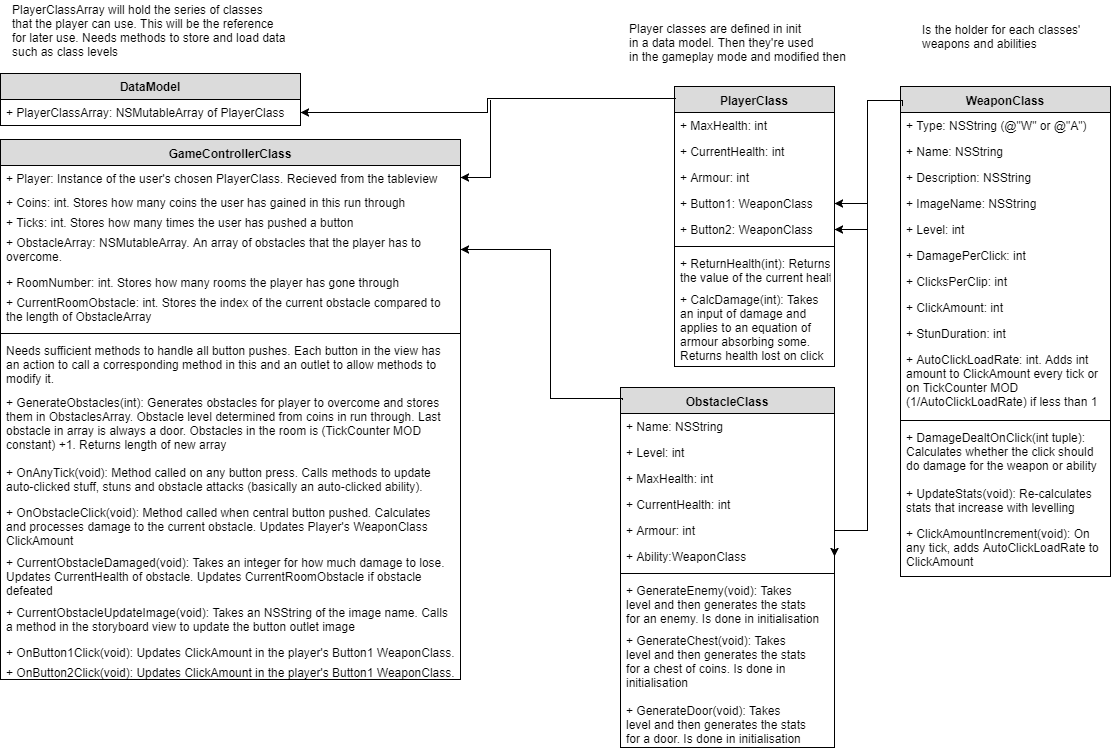 PlayerClassArray will hold the series of classes
that the player can use. This will be the reference
for later use. Needs methods to store and load data
such as class levels
DataModel
+ PlayerClassArray: NSMutableArray of PlayerClass
GameControllerClass
+ Player: Instance of the user's chosen PlayerClass. Recieved from the tableview
+ Coins: int. Stores how many coins the user has gained in this run through
+ Ticks: int. Stores how many times the user has pushed a button
+ ObstacleArray: NSMutableArray. An array of obstacles that the player has to
overcome.
+ RoomNumber: int. Stores how many rooms the player has gone through
+ CurrentRoomObstacle: int. Stores the index of the current obstacle compared to
the length of ObstacleArray
Needs sufficient methods to handle all button pushes. Each button in the view has
an action to call a corresponding method in this and an outlet to allow methods to
modify it.
+ GenerateObstacles(int): Generates obstacles for player to overcome and stores
them in ObstaclesArray. Obstacle level determined from coins in run through. Last
obstacle in array is always a door. Obstacles in the room is (TickCounter MOD
constant) +1. Returns length of new array
+ OnAnyTick(void): Method called on any button press. Calls methods to update
auto-clicked stuff, stuns and obstacle attacks (basically an auto-clicked ability).
+ OnObstacleClick(void): Method called when central button pushed. Calculates
and processes damage to the current obstacle. Updates Player's WeaponClass
ClickAmount
+ CurrentObstacleDamaged(void): Takes an integer for how much damage to lose.
Updates CurrentHealth of obstacle. Updates CurrentRoomObstacle if obstacle
defeated
+ CurrentObstacleUpdateImage(void): Takes an NSString of the image name. Calls
a method in the storyboard view to update the button outlet image
+ OnButton1Click(void): Updates ClickAmount in the player's Button1 WeaponClass.
+ OnButton2Click(void): Updates ClickAmount in the player's Button1 WeaponClass.
Player classes are defined in init
in a data model. Then they're used
in the gameplay mode and modified then
PlayerClass
+ MaxHealth: int
+ CurrentHealth: int
+ Armour: int
+ Button1: WeaponClass
+ Button2: WeaponClass
+ ReturnHealth(int): Returns
the value of the current healt
+ CalcDamage(int): Takes
an input of damage and
applies to an equation of
armour absorbing some.
Returns health lost on click
ObstacleClass
+ Name: NSString
+ Level: int
+ MaxHealth: int
+ CurrentHealth: int
+ Armour: int
+ Ability:WeaponClass
+ GenerateEnemy(void): Takes
level and then generates the stats
for an enemy. Is done in initialisation
+ GenerateChest(void): Takes
level and then generates the stats
for a chest of coins. Is done in
initialisation
+ GenerateDoor(void): Takes
level and then generates the stats
for a door. Is done in initialisation
Is the holder for each classes'
weapons and abilities
WeaponClass
+ Type: NSString (@"W" or @"A")
+ Name: NSString
+ Description: NSString
+ ImageName: NSString
+ Level: int
+ DamagePerClick: int
+ ClicksPerClip: int
+ ClickAmount: int
+ StunDuration: int
+ AutoClickLoadRate: int. Adds int
amount to ClickAmount every tick or
on TickCounter MOD
(1/AutoClickLoadRate) if less than 1
+ DamageDealtOnClick(int tuple):
Calculates whether the click should
do damage for the weapon or ability
+ UpdateStats(void): Re-calculates
stats that increase with levelling
+ ClickAmountIncrement(void): On
any tick, adds AutoClickLoadRate to
ClickAmount